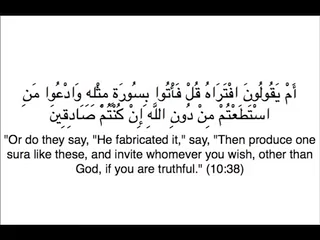 أَمْ يَقُولُونَ افْتَرَاهُ قُلْ فَأْتُوا بِسُورَةٍ مِثْلِهِ وَادْعُوا مَنِ
اسْتَطَعْتُمْ مِنْ دُونِ اللَّهِ إِنْ كُنْتُمْ صَادِقِينَ
"Or do they say, "He fabricated it," say, "Then produce one
sura like these, and invite whomever you wish, other than
God, if you are truthful." (10:38)